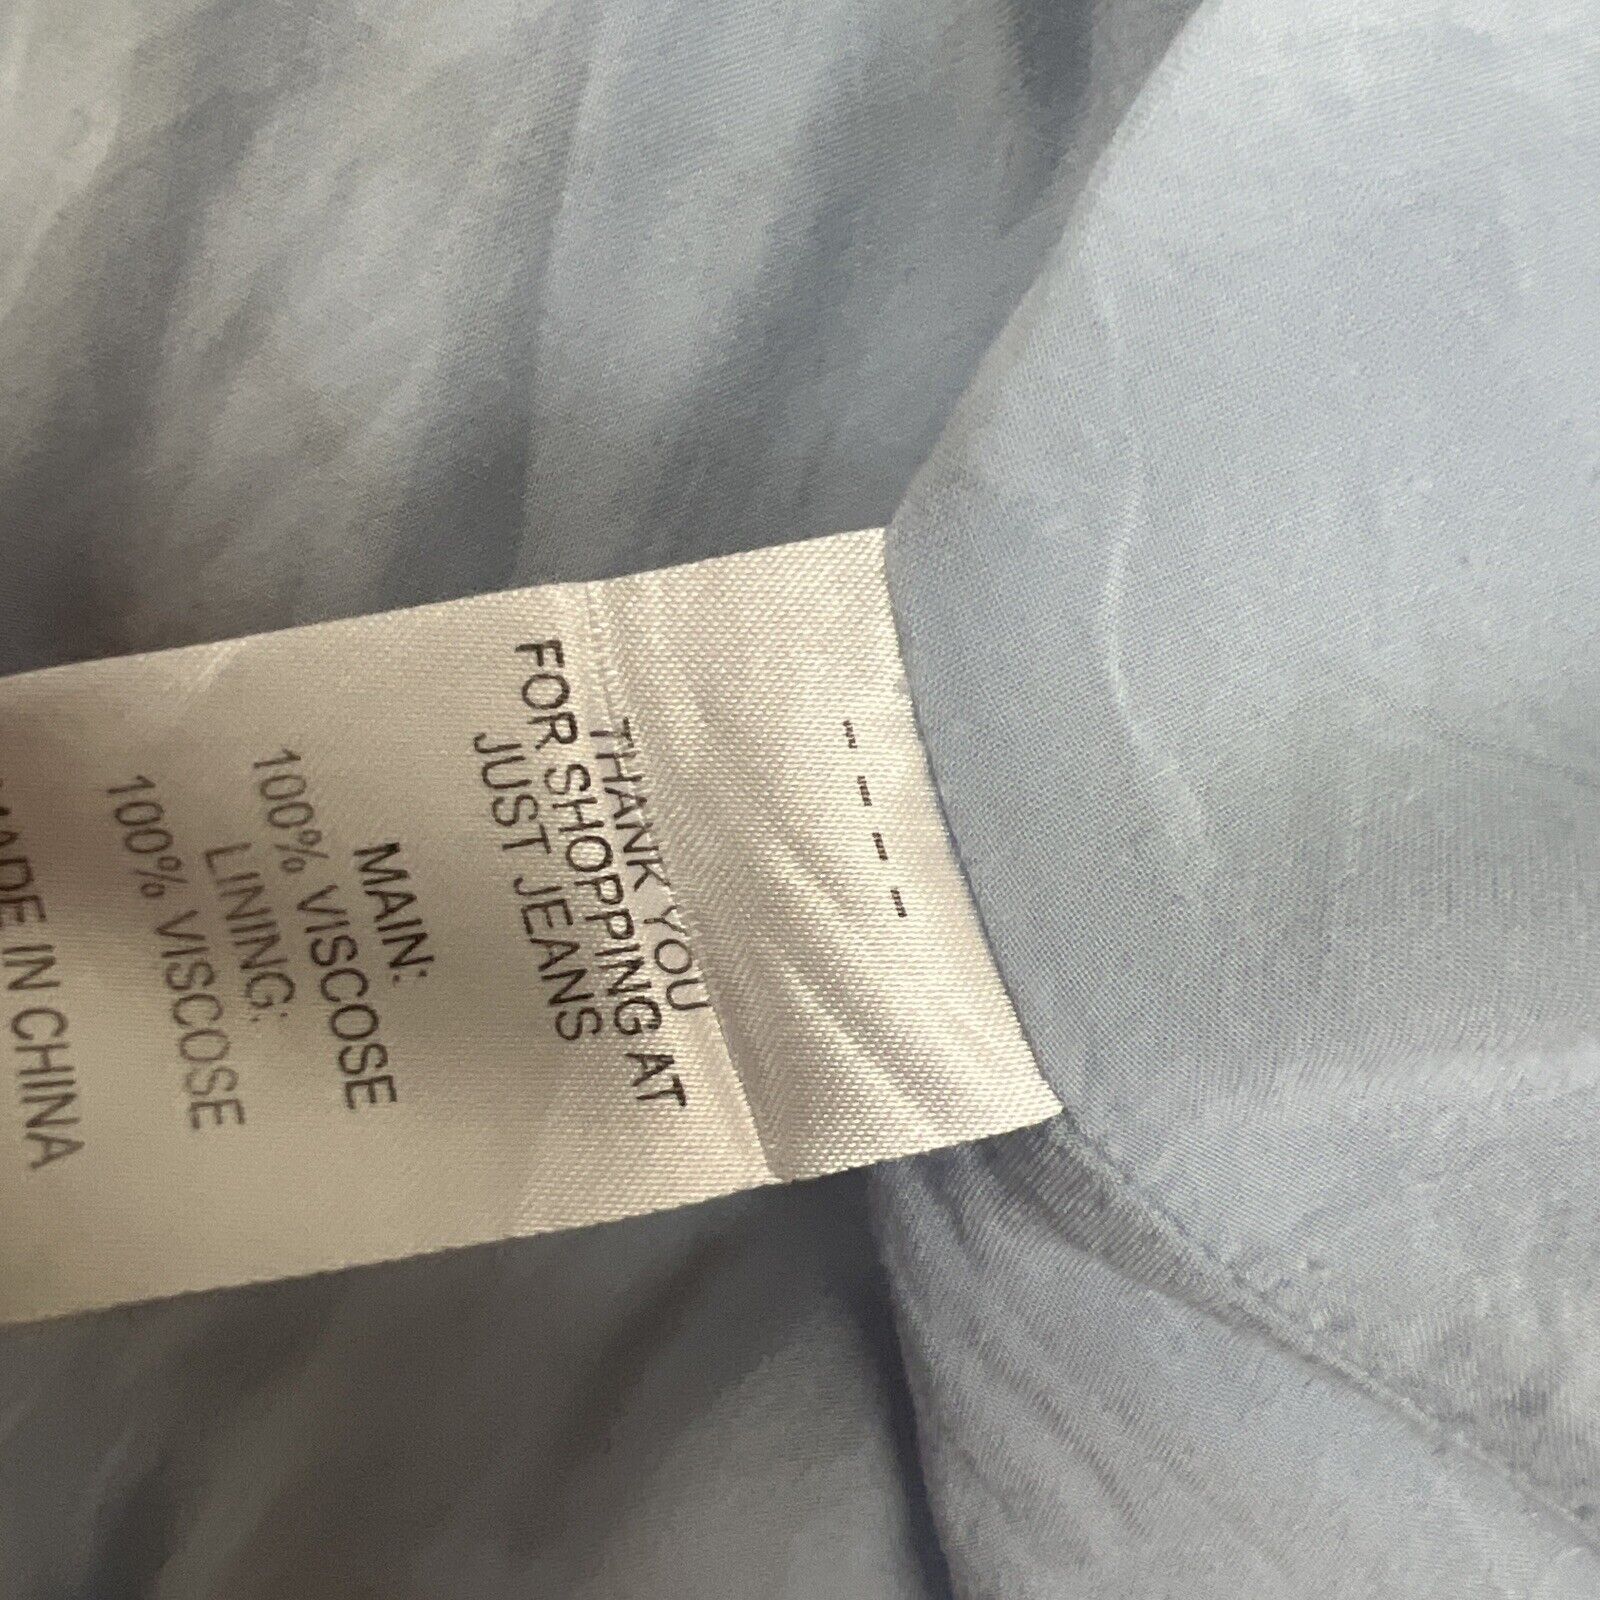 THANK YOU
FOR SHOPPING AT
JUST JEANS
MAIN:
100% VISCOSE
LINING:
100% VISCOSE
MADE IN CHINA